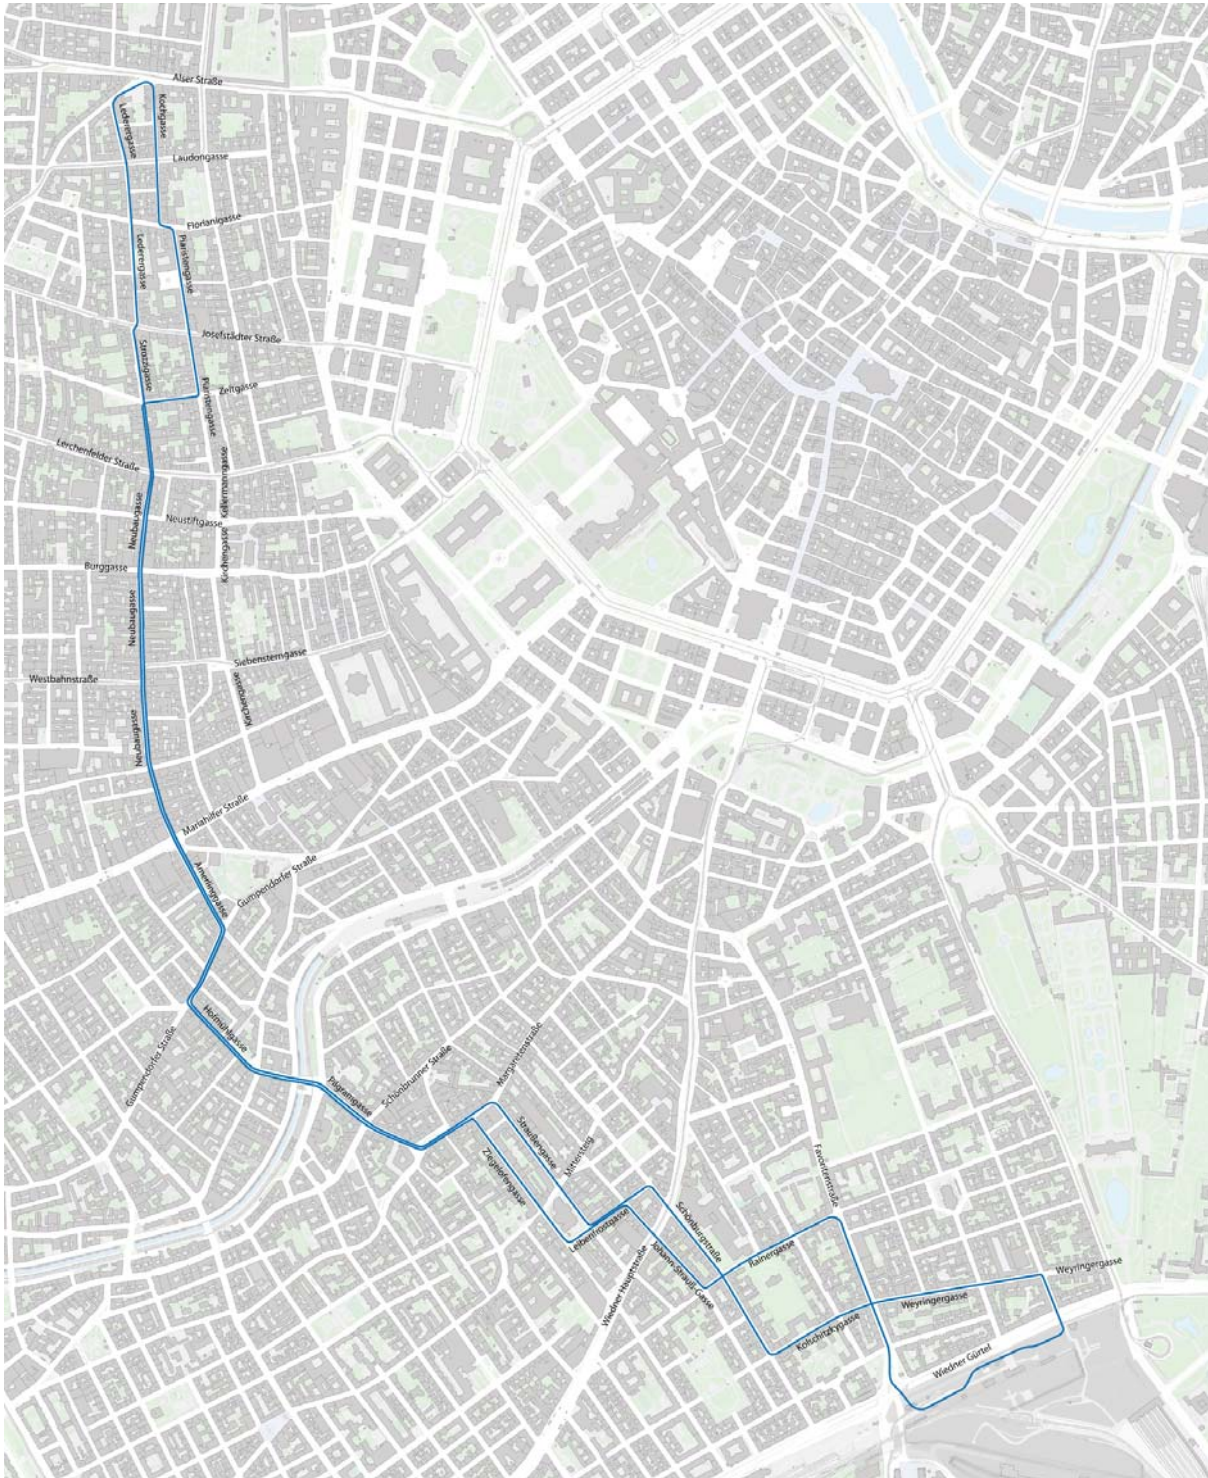 Alser Straße
Kochgasse
Lederergasse
Laudongasse
Florianigasse
Lederergasse
Piaristengasse
Josefstädter Straße
Strozzigasse
Zeltgasse
Piaristengasse
Lerchenfelder Straße
Kellermanngasse
Neubaugasse
Neustiftgasse
Kirchengasse
Burggasse
Neubaugasse
Siebensterngasse
Westbahnstraße
Kirchengasse
Neubaugasse
Mariahilfer Straße
Amerlinggasse
Gumpendorfer Straße
Hofmühlgasse
Gumpendorfer Straße
Pilgramgasse
Schönbrunner Straße
Margaretenstraße
Straußengasse
Mittersteig
Ziegelofengasse
Leibenfrostgasse
Favoritenstraße
Schönburgstraße
Rainergasse
Johann-Strauß-Gasse
Wiedner Hauptstraße
Weyringergasse
Weyringergasse
Kolschitzkygasse
Wiedner Gürtel